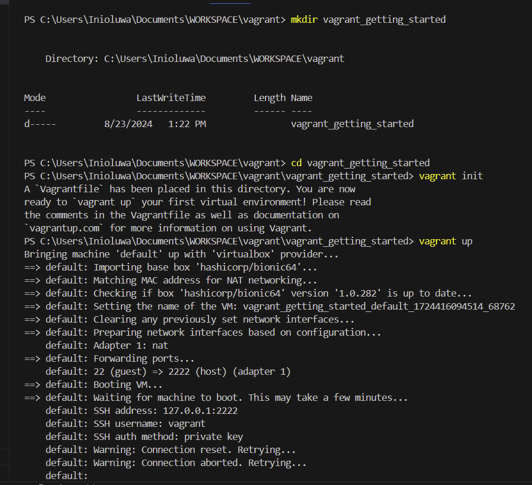 PS C:\Users\Inioluwa\Documents\WORKSPACE\vagrant> mkdir vagrant_getting_started
Directory: C:\Users\Inioluwa\Documents\WORKSPACE\vagrant
Mode LastWriteTime Length Name
---- ------------- ------ ----
d----- 8/23/2024 1:22 PM vagrant_getting_started
PS C:\Users\Inioluwa\Documents\WORKSPACE\vagrant> cd vagrant_getting_started
PS C:\Users\Inioluwa\Documents\WORKSPACE\vagrant\vagrant_getting_started> vagrant init
A `Vagrantfile` has been placed in this directory. You are now
ready to `vagrant up` your first virtual environment! Please read
the comments in the Vagrantfile as well as documentation on
`vagrantup.com` for more information on using Vagrant.
PS C:\Users\Inioluwa\Documents\WORKSPACE\vagrant\vagrant_getting_started> vagrant up
Bringing machine 'default' up with 'virtualbox' provider...
==> default: Importing base box 'hashicorp/bionic64'...
==> default: Matching MAC address for NAT networking...
==> default: Checking if box 'hashicorp/bionic64' version '1.0.282' is up to date...
==> default: Setting the name of the VM: vagrant_getting_started_default_1724416094514_68762
==> default: Clearing any previously set network interfaces...
==> default: Preparing network interfaces based on configuration...
default: Adapter 1: nat
==> default: Forwarding ports...
default: 22 (guest) => 2222 (host) (adapter 1)
==> default: Booting VM...
==> default: Waiting for machine to boot. This may take a few minutes...
default: SSH address: 127.0.0.1:2222
default: SSH username: vagrant
default: SSH auth method: private key
default: Warning: Connection reset. Retrying...
default: Warning: Connection aborted. Retrying...
default: